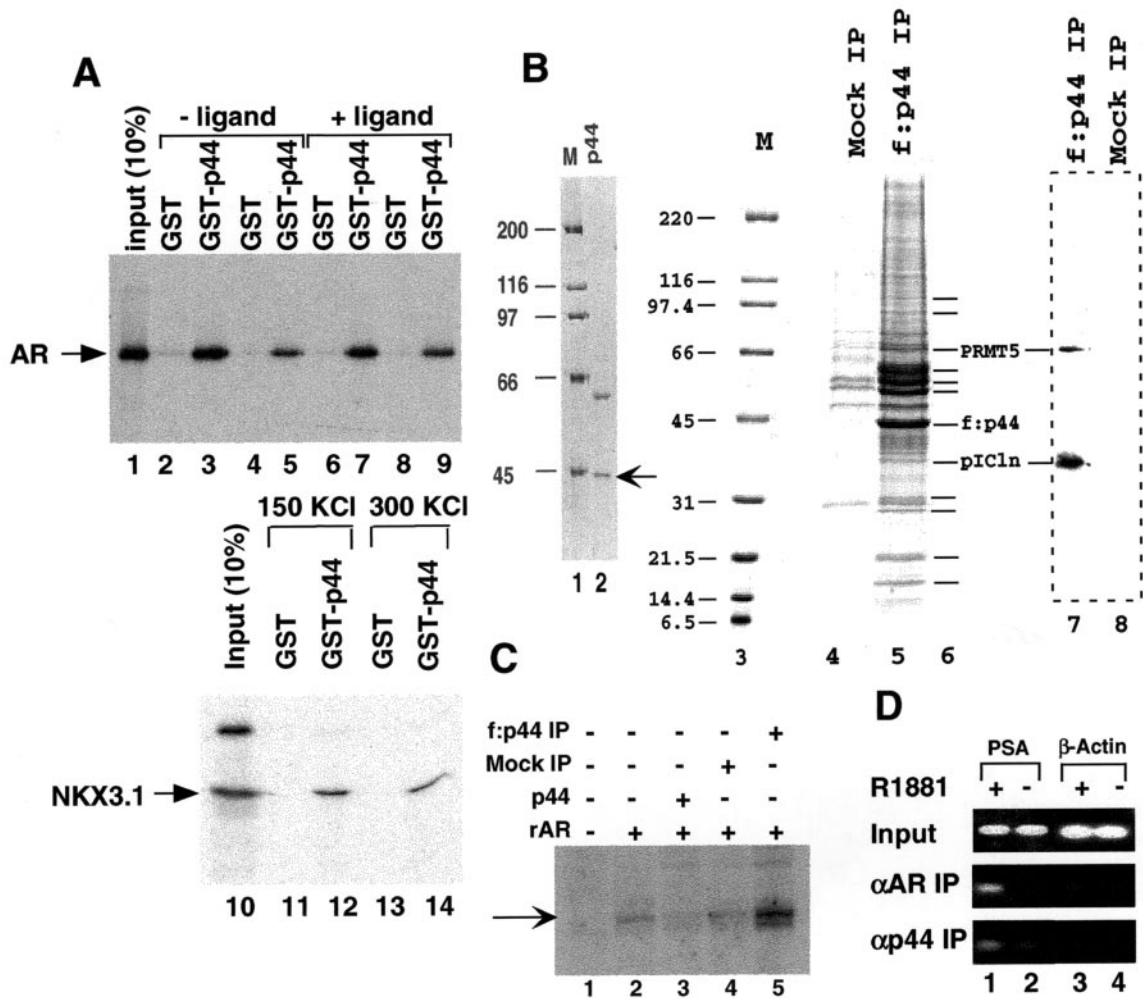 A
- ligand + ligand
input (10%) GST GST-p44 GST GST-p44 GST GST-p44 GST GST-p44
AR
1 2 3 4 5 6 7 8 9
150 KCl 300 KCl
Input (10%) GST GST-p44 GST GST-p44
NKX3.1
10 11 12 13 14
B
M p44
200
116
97
66
45
1 2
M Mock IP f:p44 IP f:p44 IP Mock IP
220
116
97.4
66
45
31
21.5
14.4
6.5
PRMT5
f:p44
pICln
3 4 5 6 7 8
C
f:p44 IP - - - - +
Mock IP - - - + -
p44 - - + - -
rAR - + + + +
1 2 3 4 5
D
PSA β-Actin
R1881 + - + -
Input
αAR IP
αp44 IP
1 2 3 4